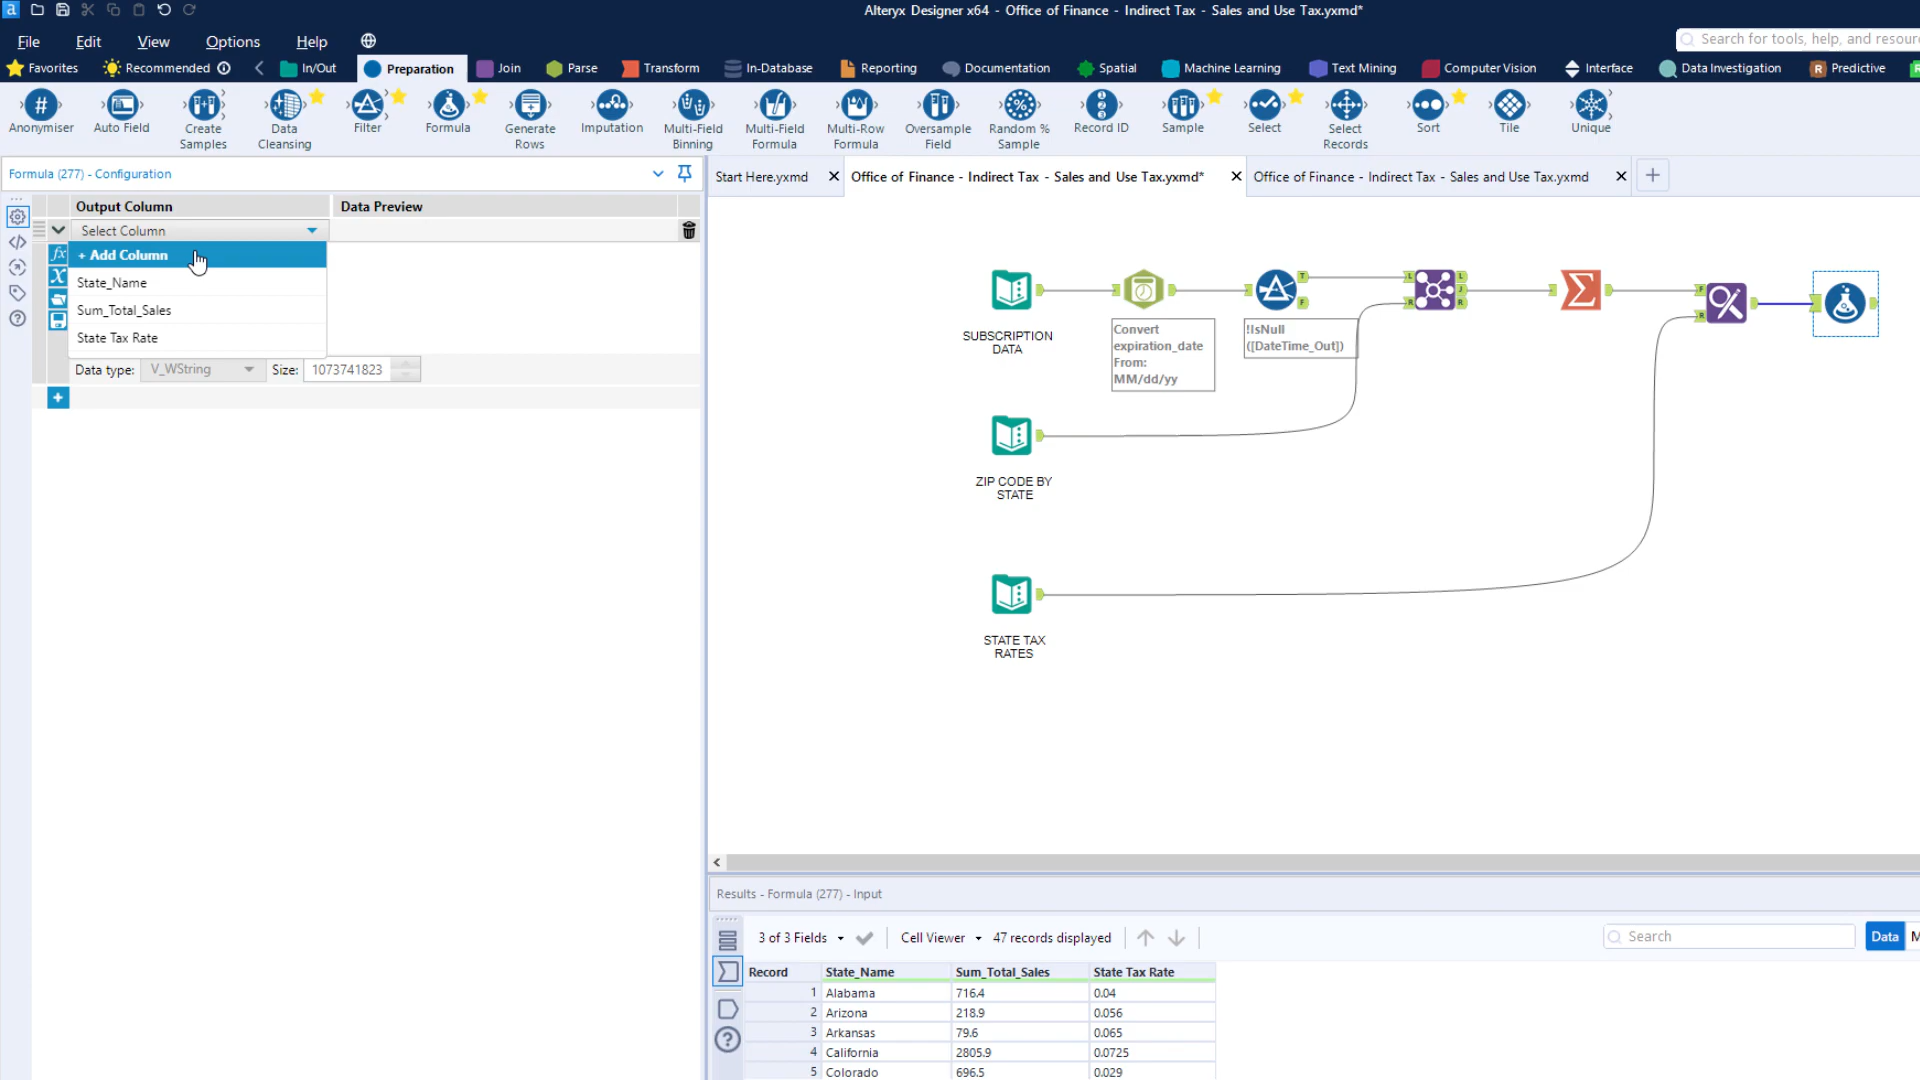 Alteryx Designer x64 - Office of Finance - Indirect Tax - Sales and Use Tax.yxmd*
File Edit View Options Help
Search for tools, help, and resour
Favorites Recommended In/Out Preparation Join Parse Transform In-Database Reporting Documentation Spatial Machine Learning Text Mining Computer Vision Interface Data Investigation Predictive
Anonymiser Auto Field Create Samples Data Cleansing Filter Formula Generate Rows Imputation Multi-Field Binning Multi-Field Formula Multi-Row Formula Oversample Field Random % Sample Record ID Sample Select Select Records Sort Tile Unique
Formula (277) - Configuration
Start Here.yxmd
Office of Finance - Indirect Tax - Sales and Use Tax.yxmd*
Office of Finance - Indirect Tax - Sales and Use Tax.yxmd
Output Column Data Preview
Select Column
+ Add Column
State_Name
Sum_Total_Sales
State Tax Rate
Data type: V_WString Size: 1073741823
SUBSCRIPTION
DATA
Convert
expiration_date
From:
MM/dd/yy
!IsNull
([DateTime_Out])
ZIP CODE BY
STATE
STATE TAX
RATES
Results - Formula (277) - Input
3 of 3 Fields Cell Viewer 47 records displayed Search Data M
Record State_Name Sum_Total_Sales State Tax Rate
1 Alabama 716.4 0.04
2 Arizona 218.9 0.056
3 Arkansas 79.6 0.065
4 California 2805.9 0.0725
5 Colorado 696.5 0.029